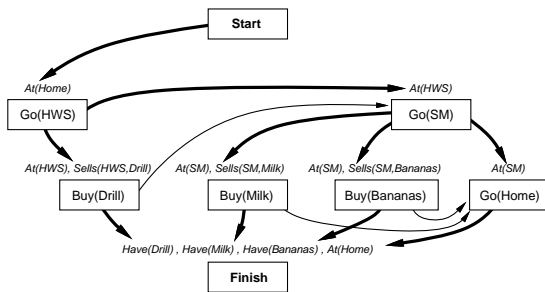 Start
At(Home)
At(HWS)
Go(HWS)
Go(SM)
At(HWS), Sells(HWS,Drill)
At(SM), Sells(SM,Milk)
At(SM), Sells(SM,Bananas)
At(SM)
Buy(Drill)
Buy(Milk)
Buy(Bananas)
Go(Home)
Have(Drill) , Have(Milk) , Have(Bananas) , At(Home)
Finish